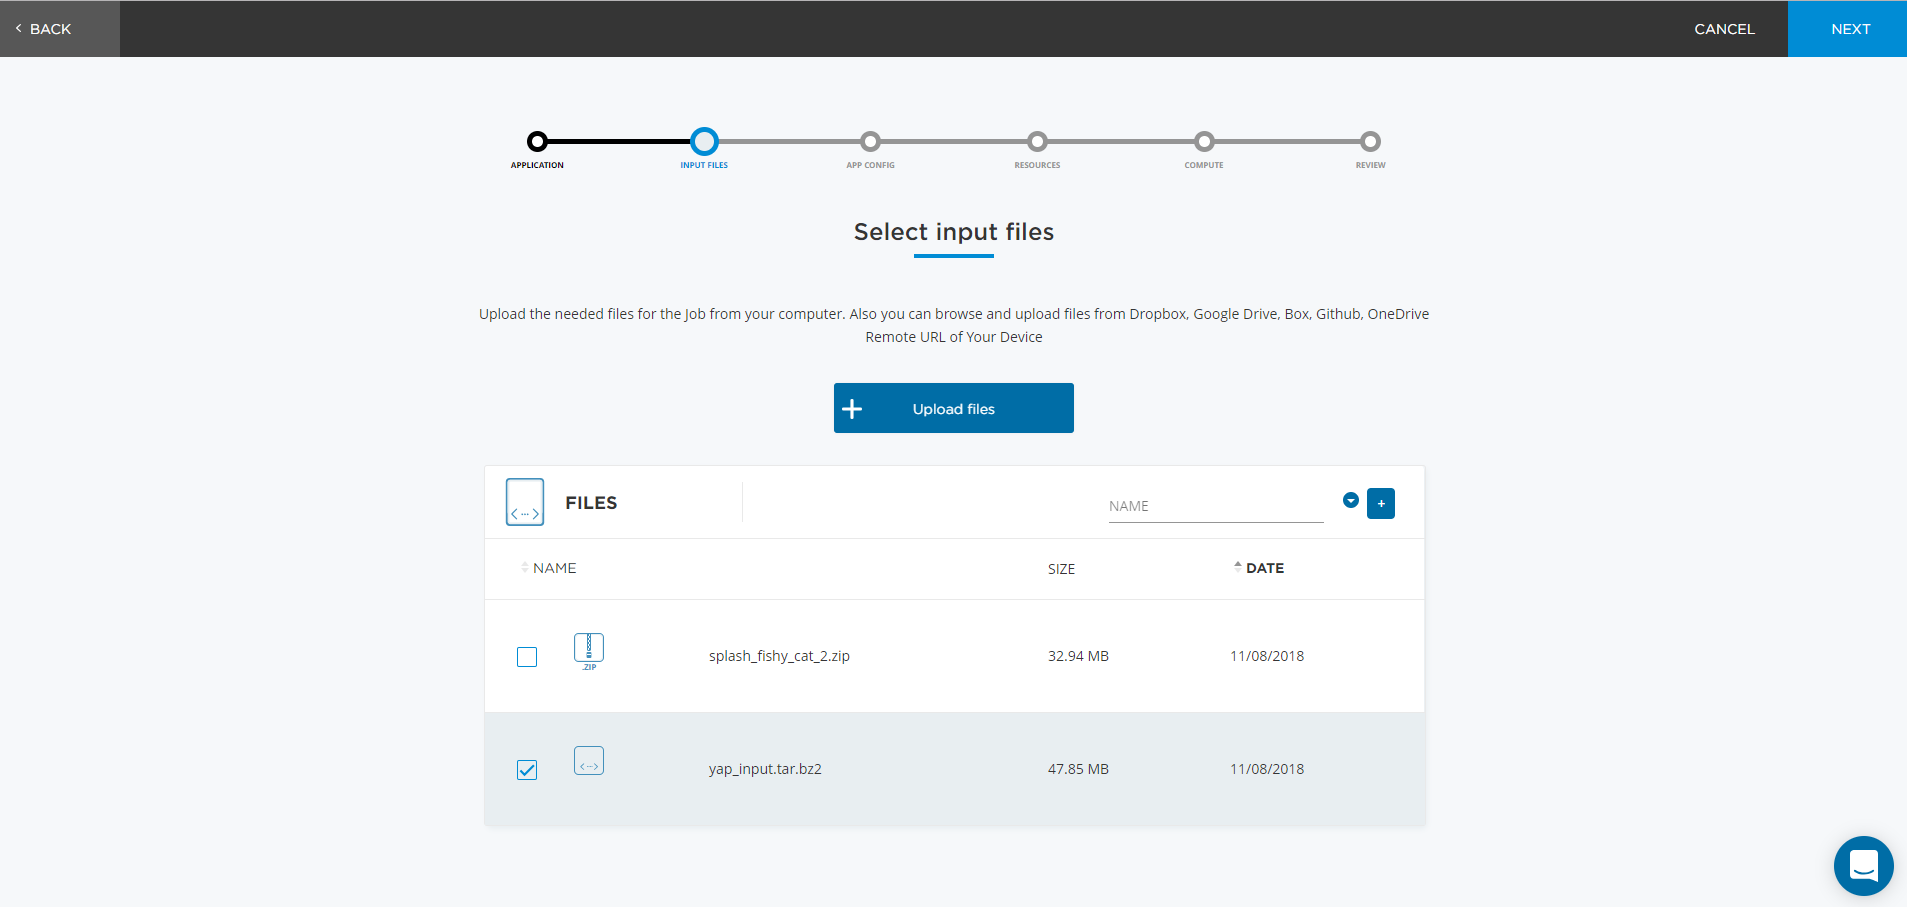 BACK
CANCEL
NEXT
APPLICATION
INPUT FILES
APP CONFIG
RESOURCES
COMPUTE
REVIEW
Select input files
Upload the needed files for the Job from your computer. Also you can browse and upload files from Dropbox, Google Drive, Box, Github, OneDrive
Remote URL of Your Device
Upload files
FILES
NAME
NAME
SIZE
DATE
.ZIP
splash_fishy_cat_2.zip
32.94 MB
11/08/2018
yap_input.tar.bz2
47.85 MB
11/08/2018